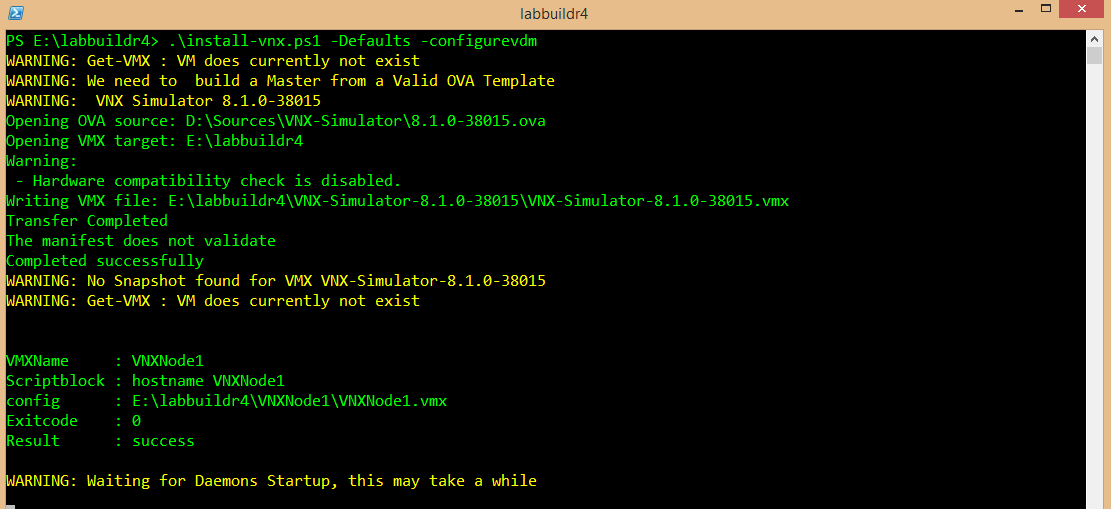 labbuildr4
PS E:\labbuildr4> .\install-vnx.ps1 -Defaults -configurevdm
WARNING: Get-VMX : VM does currently not exist
WARNING: We need to  build a Master from a Valid OVA Template
WARNING:  VNX Simulator 8.1.0-38015
Opening OVA source: D:\Sources\VNX-Simulator\8.1.0-38015.ova
Opening VMX target: E:\labbuildr4
Warning:
 - Hardware compatibility check is disabled.
Writing VMX file: E:\labbuildr4\VNX-Simulator-8.1.0-38015\VNX-Simulator-8.1.0-38015.vmx
Transfer Completed
The manifest does not validate
Completed successfully
WARNING: No Snapshot found for VMX VNX-Simulator-8.1.0-38015
WARNING: Get-VMX : VM does currently not exist
VMXName     : VNXNode1
Scriptblock : hostname VNXNode1
config      : E:\labbuildr4\VNXNode1\VNXNode1.vmx
Exitcode    : 0
Result      : success
WARNING: Waiting for Daemons Startup, this may take a while